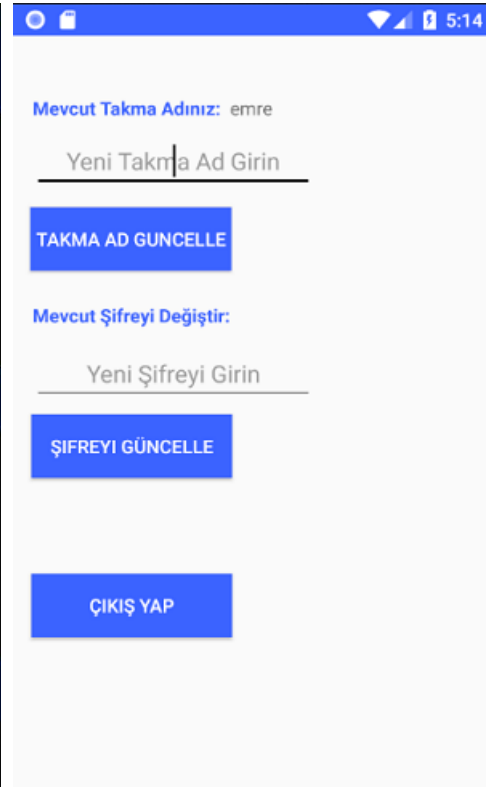 5:14
Mevcut Takma Adınız: emre
Yeni Takma Ad Girin
TAKMA AD GUNCELLE
Mevcut Şifreyi Değiştir:
Yeni Şifreyi Girin
ŞIFREYI GÜNCELLE
ÇIKIŞ YAP